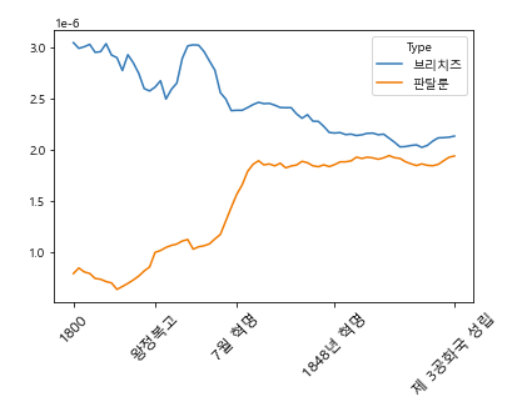 1e-6
Type
브리치즈
판탈룬
3.0
2.5
2.0
1.5
1.0
1800
왕정복고
7월 혁명
1848년 혁명
제 3공화국 성립